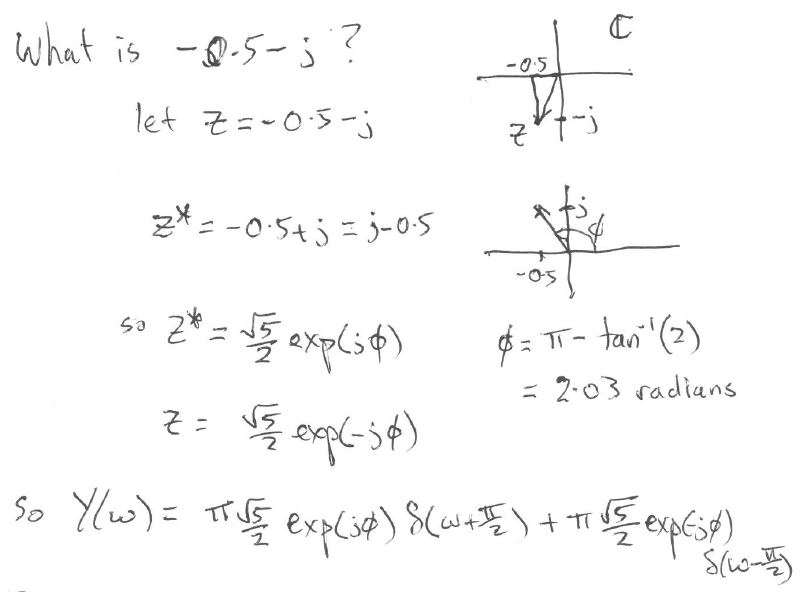 What is -0.5-j ?
ℂ
-0.5
let z = -0.5-j
z
-j
z* = -0.5+j = j-0.5
j
ϕ
-0.5
so z* = √5/2 exp(jϕ)
ϕ = π - tan⁻¹(2)
= 2.03 radians
z = √5/2 exp(-jϕ)
so Y(ω) = π √5/2 exp(jϕ) δ(ω+π/2) + π √5/2 exp(-jϕ)
δ(ω-π/2)